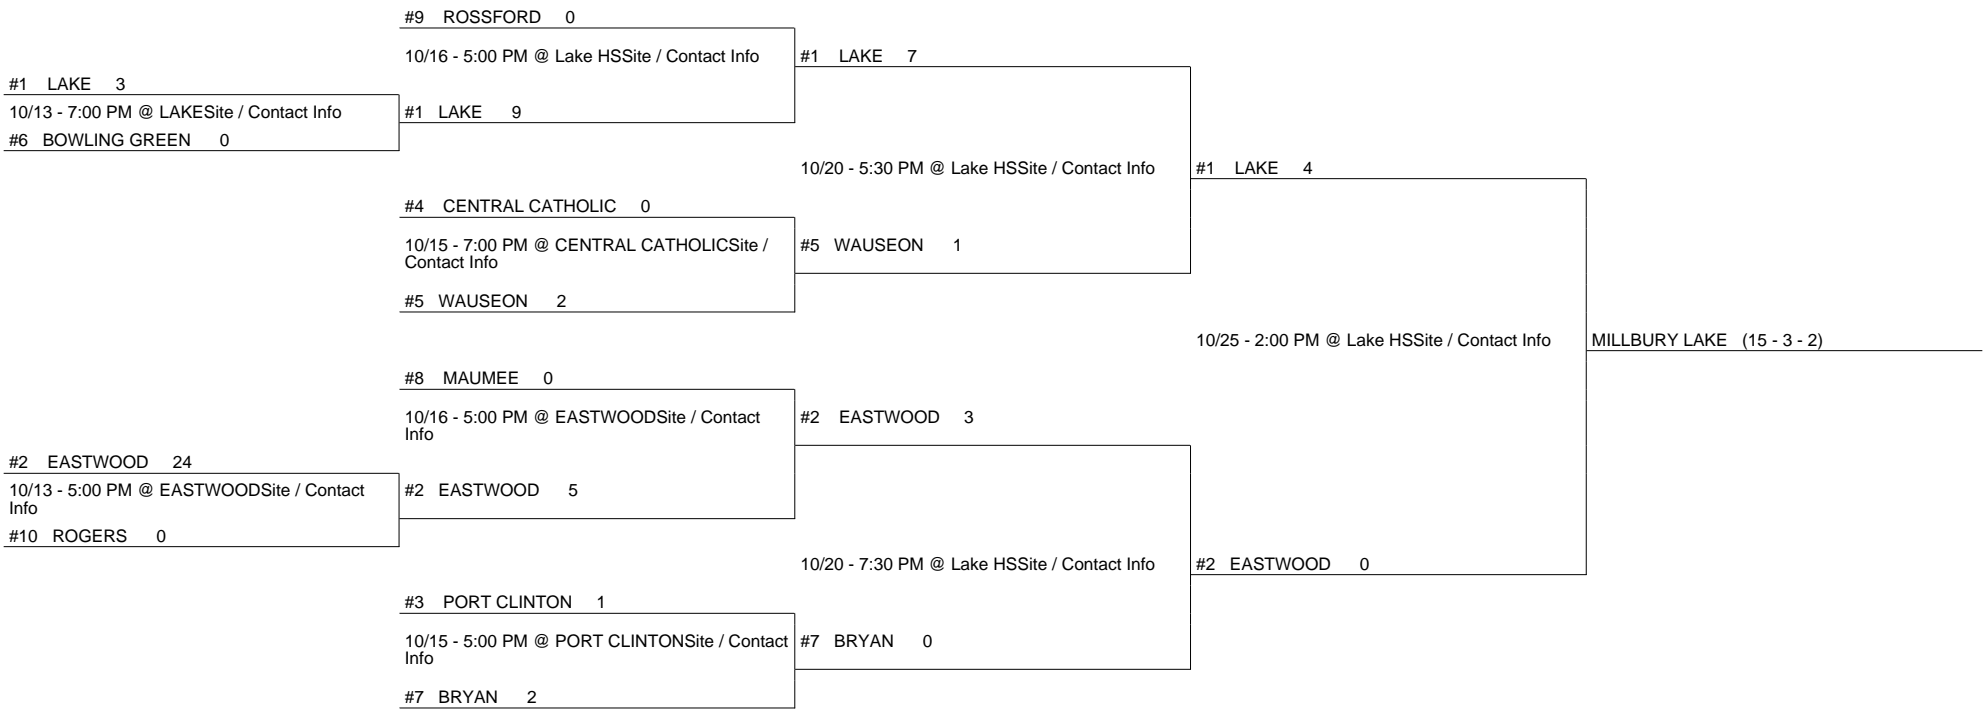 #9 ROSSFORD 0
10/16 - 5:00 PM @ Lake HSSite / Contact Info
#1 LAKE 7
#1 LAKE 3
10/13 - 7:00 PM @ LAKESite / Contact Info
#1 LAKE 9
#6 BOWLING GREEN 0
10/20 - 5:30 PM @ Lake HSSite / Contact Info
#1 LAKE 4
#4 CENTRAL CATHOLIC 0
10/15 - 7:00 PM @ CENTRAL CATHOLICSite /
Contact Info
#5 WAUSEON 1
#5 WAUSEON 2
10/25 - 2:00 PM @ Lake HSSite / Contact Info
MILLBURY LAKE (15 - 3 - 2)
#8 MAUMEE 0
10/16 - 5:00 PM @ EASTWOODSite / Contact
Info
#2 EASTWOOD 3
#2 EASTWOOD 24
10/13 - 5:00 PM @ EASTWOODSite / Contact
Info
#2 EASTWOOD 5
#10 ROGERS 0
10/20 - 7:30 PM @ Lake HSSite / Contact Info
#2 EASTWOOD 0
#3 PORT CLINTON 1
10/15 - 5:00 PM @ PORT CLINTONSite / Contact
Info
#7 BRYAN 0
#7 BRYAN 2